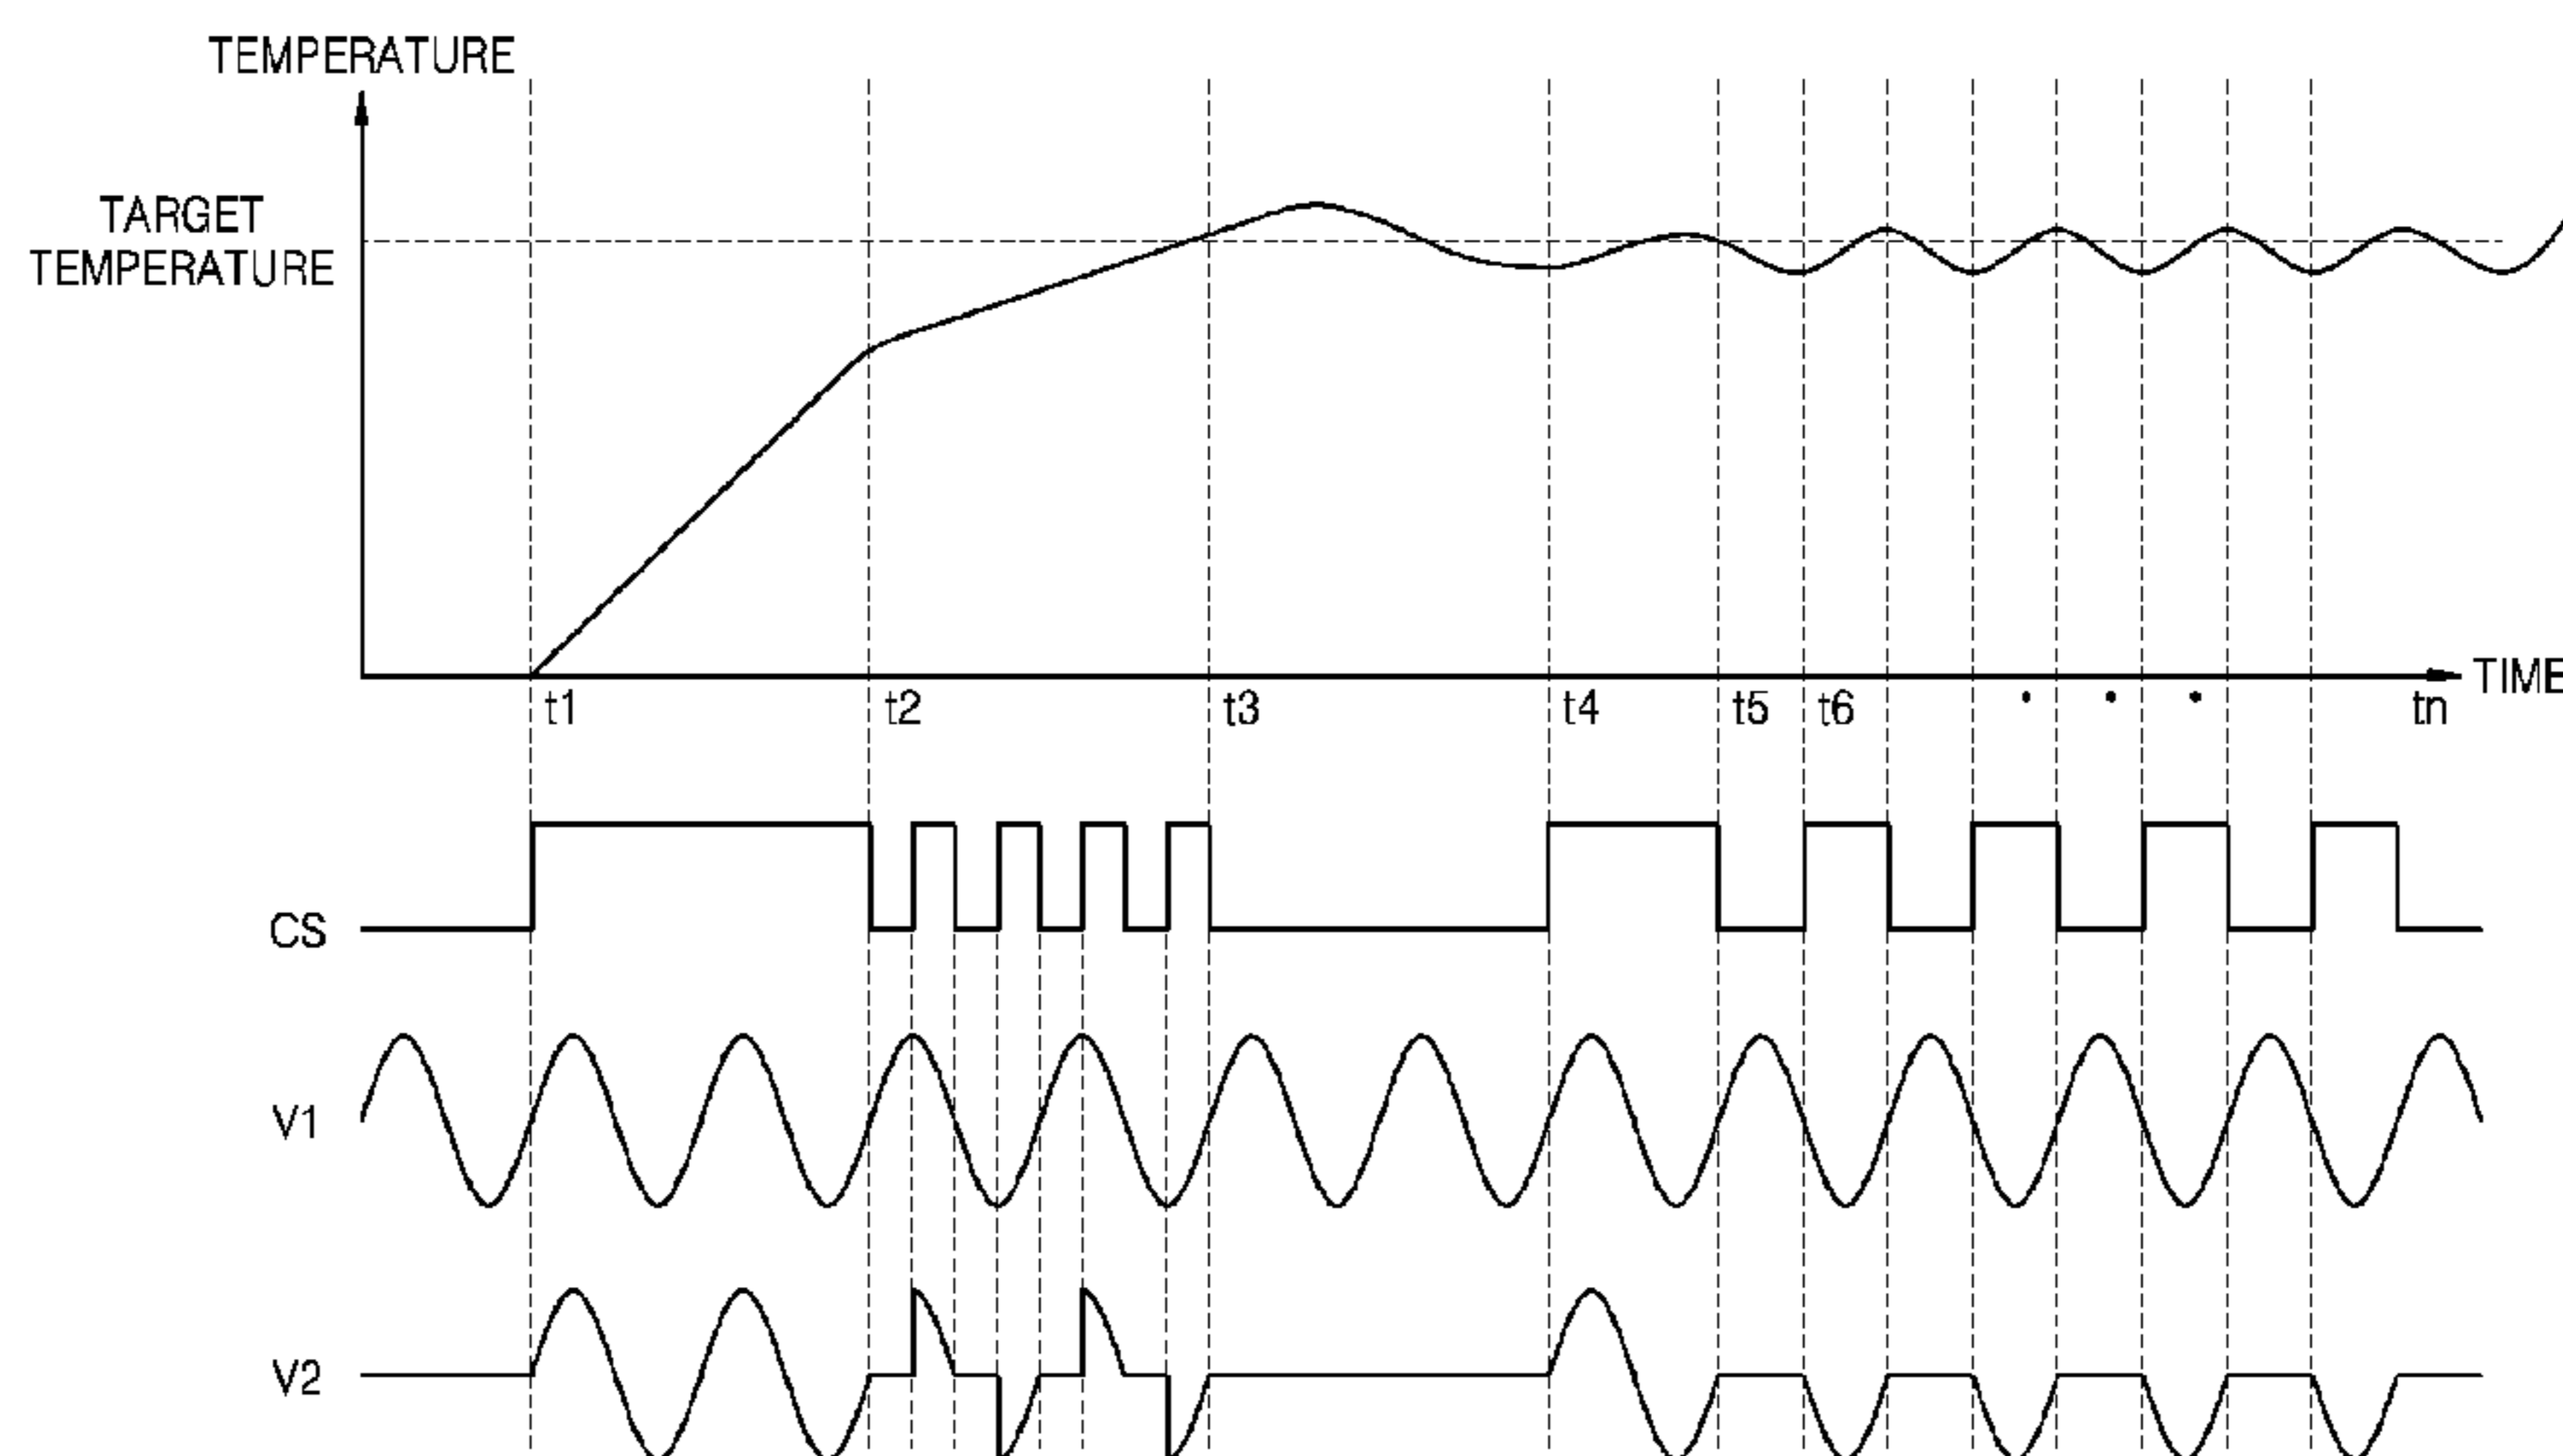 TEMPERATURE
TARGET
TEMPERATURE
TIME
t1
t2
t3
t4
t5
t6
. . .
tn
CS
V1
V2